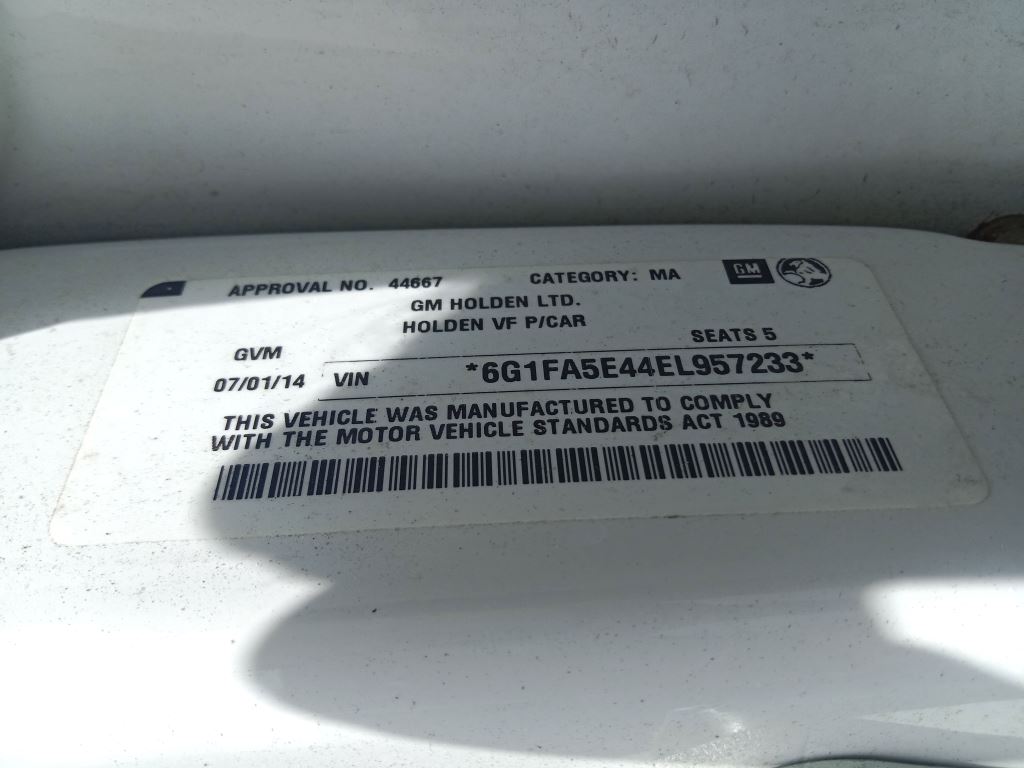 APPROVAL NO. 44667 CATEGORY: MA GM
GM HOLDEN LTD.
HOLDEN VF P/CAR
GVM SEATS 5
07/01/14 VIN *6G1FA5E44EL957233*
THIS VEHICLE WAS MANUFACTURED TO COMPLY
WITH THE MOTOR VEHICLE STANDARDS ACT 1989